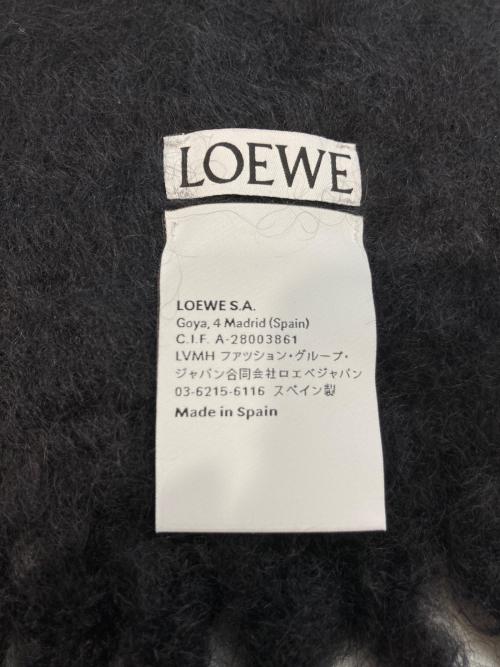 LOEWE
LOEWE S.A.
Goya, 4 Madrid (Spain)
C.I.F. A-28003861
LVMH ファッション・グループ・
ジャパン合同会社ロエベジャパン
03-6215-6116 スペイン製
Made in Spain